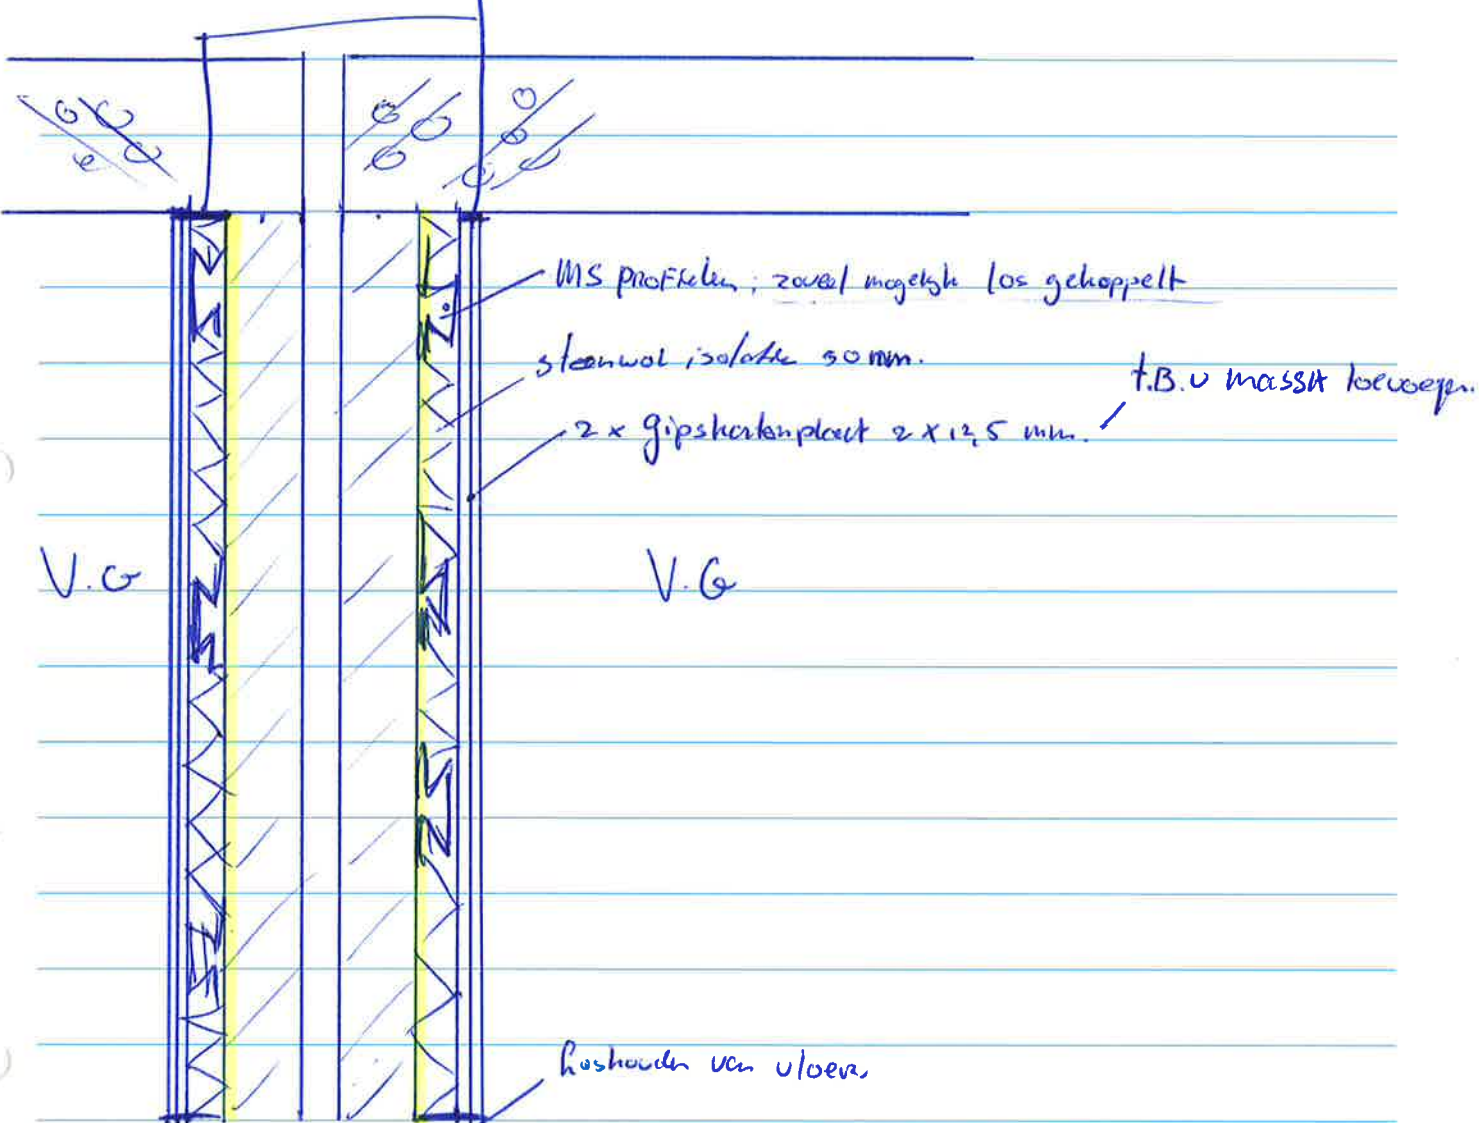 MS profielen; zoveel mogelijk los gekoppelt
steenwol isolatie 50 mm.
t.B.v massa toevoegen.
2 x gipskartonplaat 2 x 12,5 mm.
V.G
V.G
Loshouden van vloer.